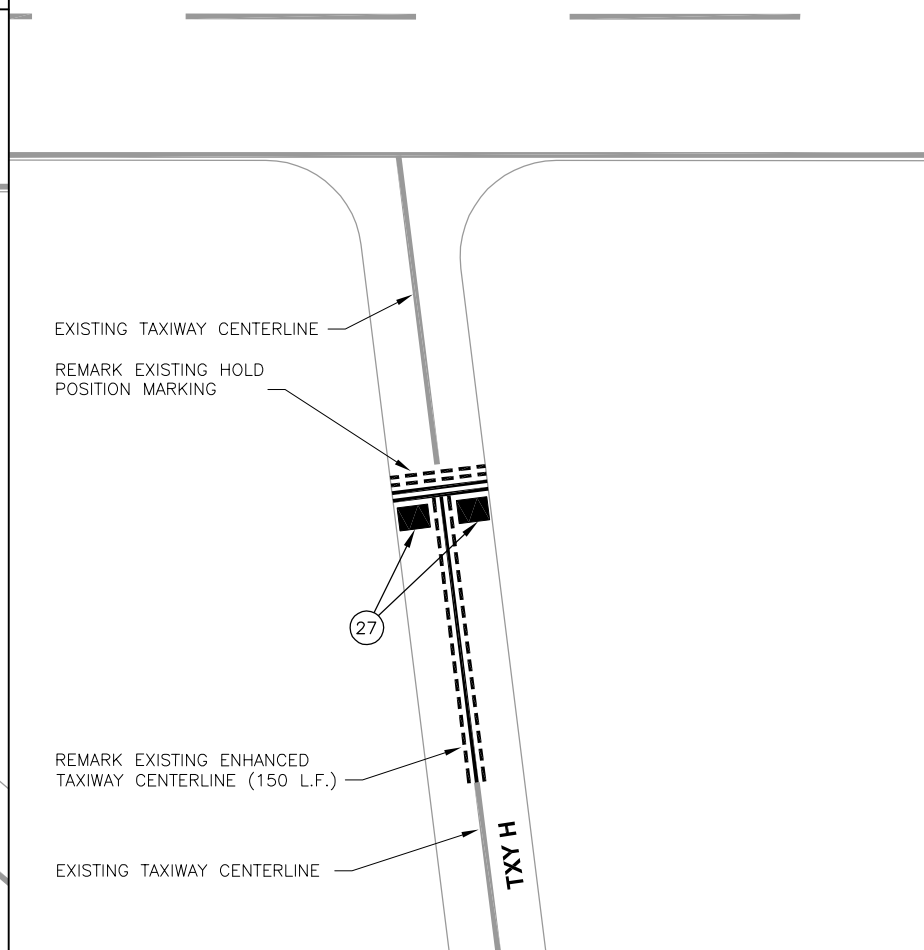 EXISTING TAXIWAY CENTERLINE
REMARK EXISTING HOLD
POSITION MARKING
27
REMARK EXISTING ENHANCED
TAXIWAY CENTERLINE (150 L.F.)
EXISTING TAXIWAY CENTERLINE
TXY H